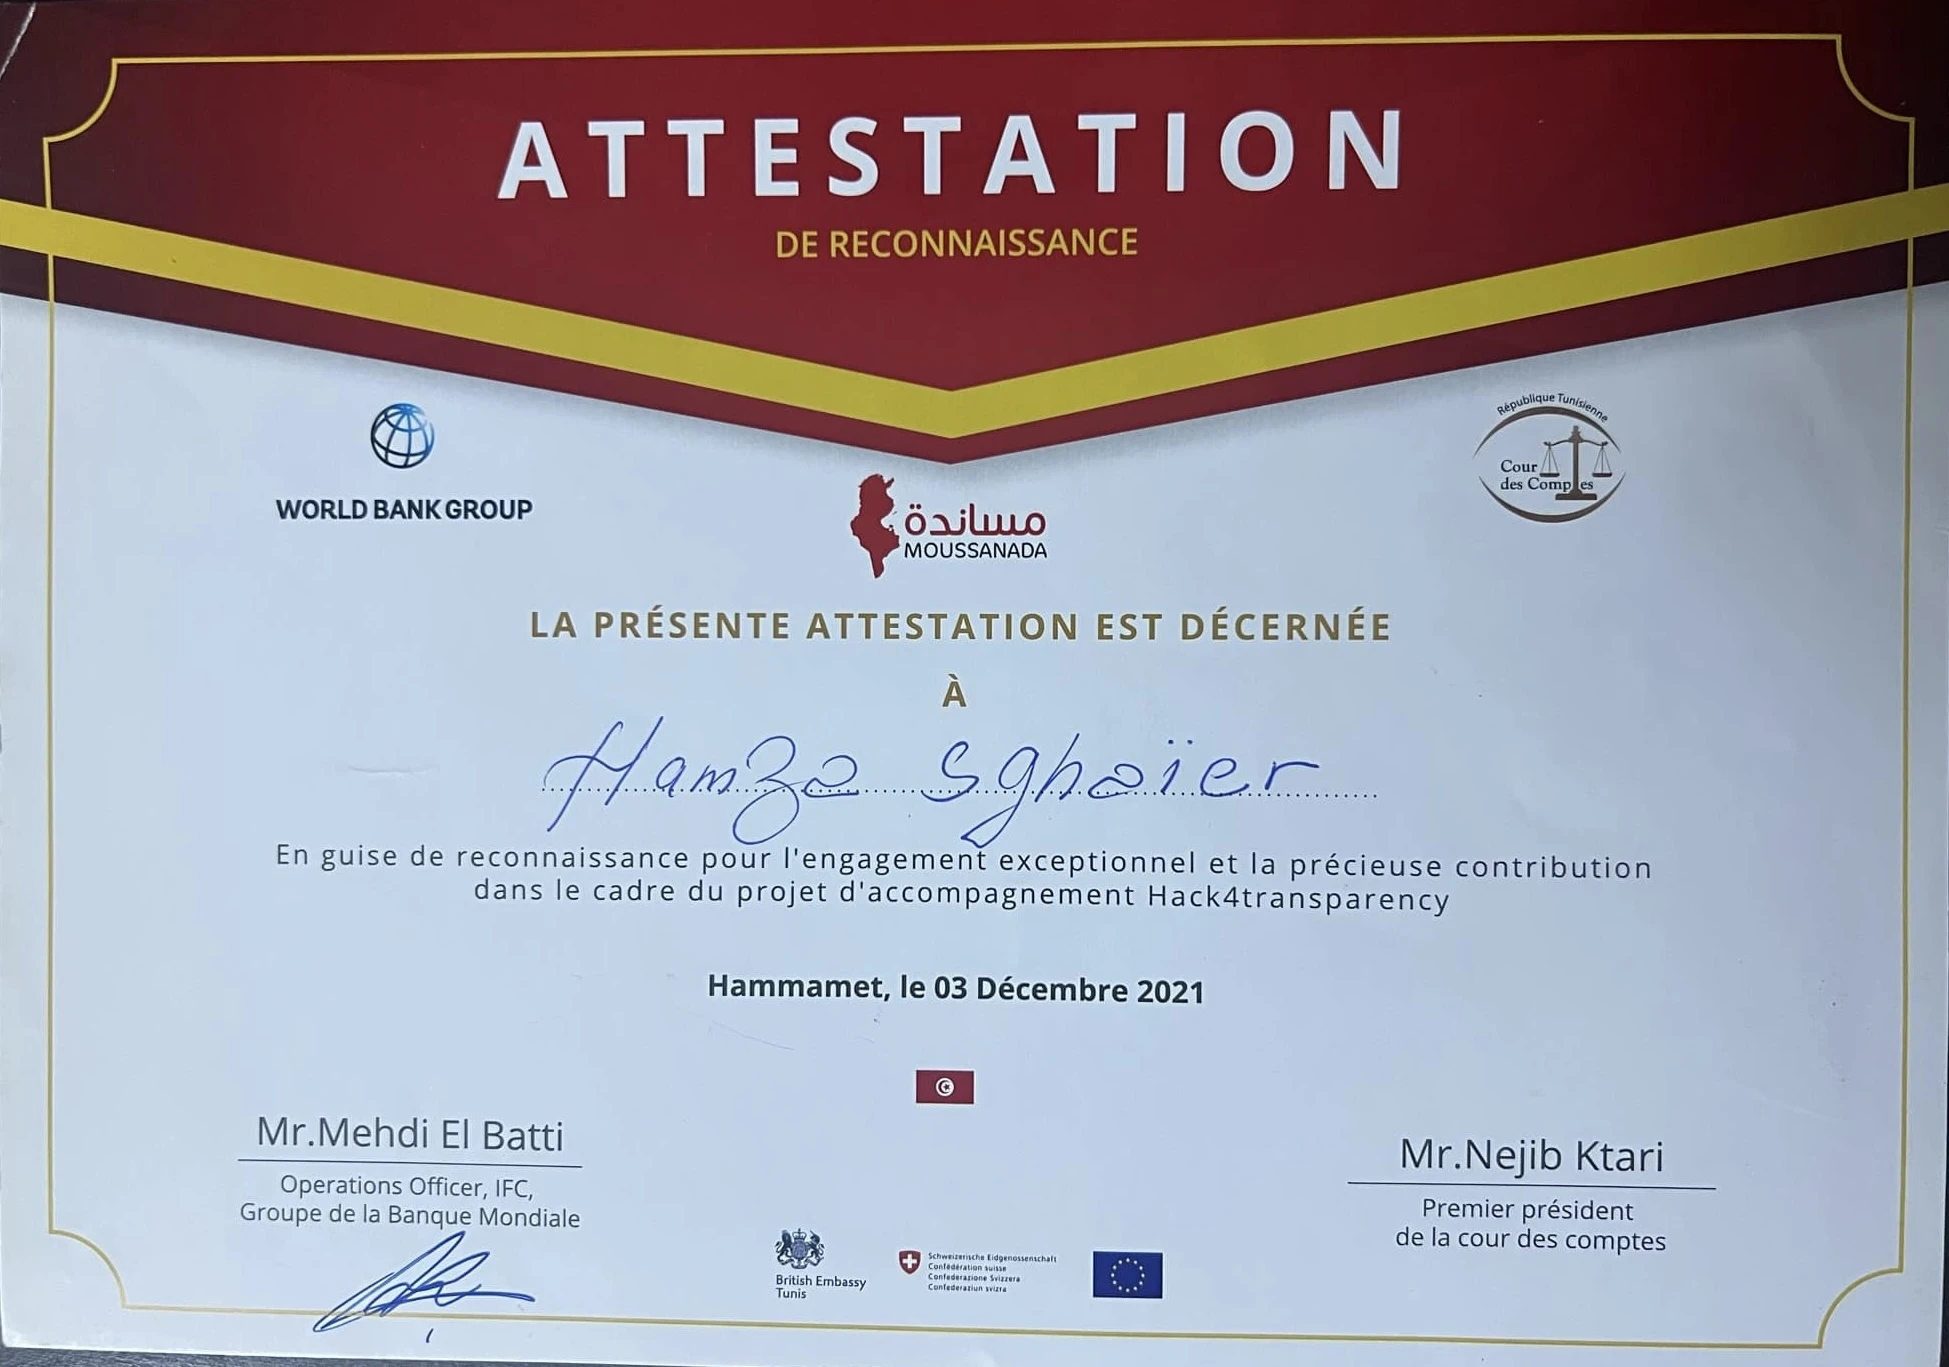 ATTESTATION
DE RECONNAISSANCE
WORLD BANK GROUP
مساندة
MOUSSANADA
République Tunisienne
Cour
des Comptes
LA PRÉSENTE ATTESTATION EST DÉCERNÉE
À
Hamza Sghaïer
En guise de reconnaissance pour l'engagement exceptionnel et la précieuse contribution
dans le cadre du projet d'accompagnement Hack4transparency
Hammamet, le 03 Décembre 2021
Mr.Mehdi El Batti
Operations Officer, IFC,
Groupe de la Banque Mondiale
Mr.Nejib Ktari
Premier président
de la cour des comptes
British Embassy
Tunis
Schweizerische Eidgenossenschaft
Confédération suisse
Confederazione Svizzera
Confederaziun svizra